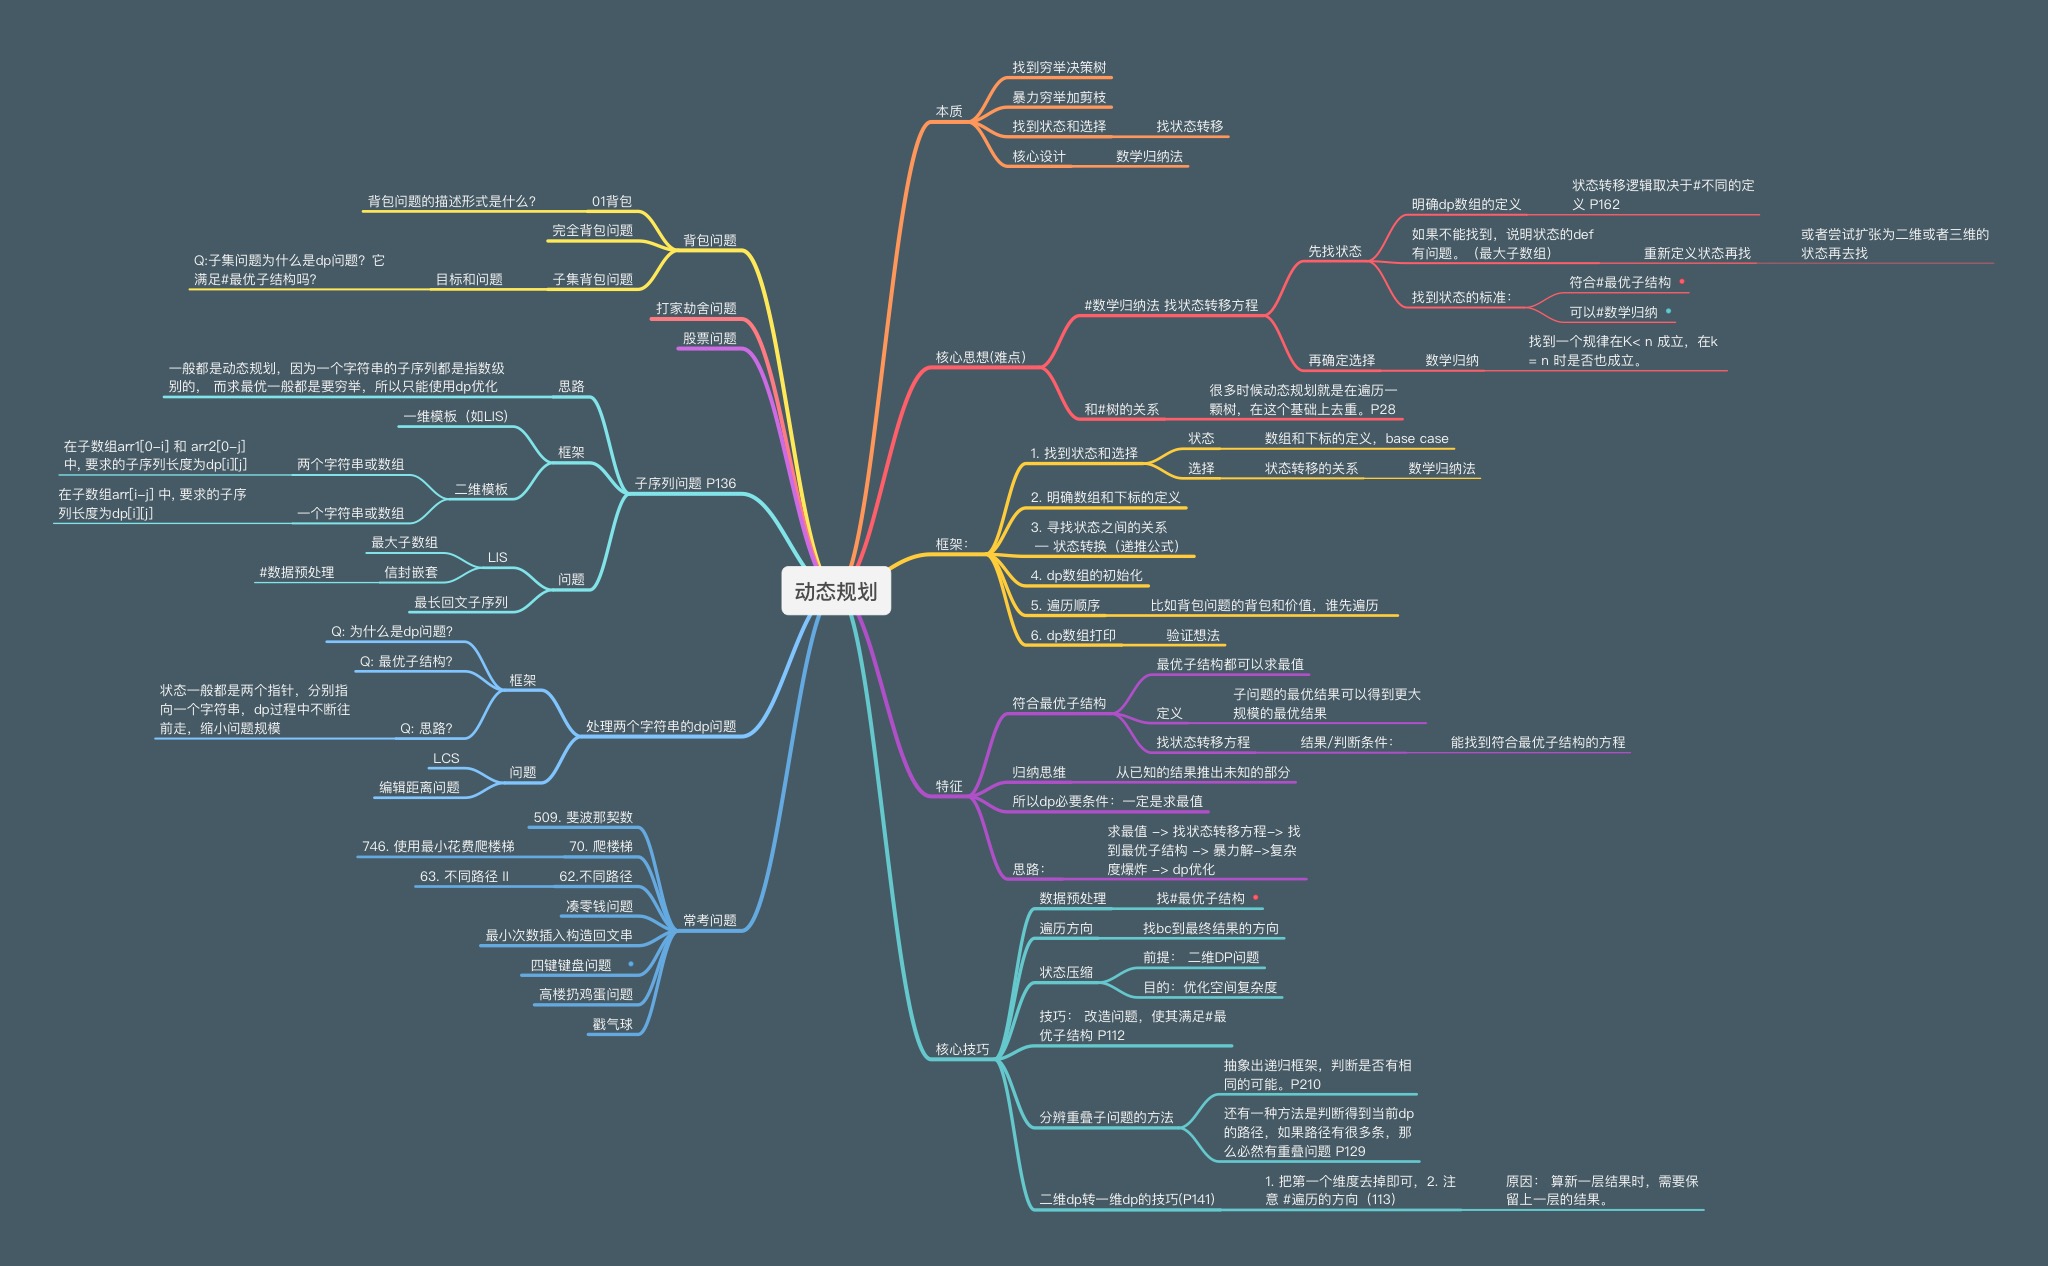 动态规划
本质
找到穷举决策树
暴力穷举加剪枝
找到状态和选择
找状态转移
核心设计
数学归纳法
核心思想(难点)
#数学归纳法 找状态转移方程
先找状态
明确dp数组的定义
状态转移逻辑取决于#不同的定
义 P162
如果不能找到，说明状态的def
有问题。（最大子数组）
重新定义状态再找
或者尝试扩张为二维或者三维的
状态再去找
找到状态的标准：
符合#最优子结构
可以#数学归纳
再确定选择
数学归纳
找到一个规律在K< n 成立，在k
= n 时是否也成立。
和#树的关系
很多时候动态规划就是在遍历一
颗树，在这个基础上去重。P28
框架：
1. 找到状态和选择
状态
数组和下标的定义，base case
选择
状态转移的关系
数学归纳法
2. 明确数组和下标的定义
3. 寻找状态之间的关系
— 状态转换（递推公式）
4. dp数组的初始化
5. 遍历顺序
比如背包问题的背包和价值，谁先遍历
6. dp数组打印
验证想法
特征
符合最优子结构
最优子结构都可以求最值
定义
子问题的最优结果可以得到更大
规模的最优结果
找状态转移方程
结果/判断条件：
能找到符合最优子结构的方程
归纳思维
从已知的结果推出未知的部分
所以dp必要条件：一定是求最值
思路：
求最值 -> 找状态转移方程-> 找
到最优子结构 -> 暴力解->复杂
度爆炸 -> dp优化
核心技巧
数据预处理
找#最优子结构
遍历方向
找bc到最终结果的方向
状态压缩
前提： 二维DP问题
目的：优化空间复杂度
技巧： 改造问题，使其满足#最
优子结构 P112
分辨重叠子问题的方法
抽象出递归框架，判断是否有相
同的可能。P210
还有一种方法是判断得到当前dp
的路径，如果路径有很多条，那
么必然有重叠问题 P129
二维dp转一维dp的技巧(P141)
1. 把第一个维度去掉即可，2. 注
意 #遍历的方向（113）
原因： 算新一层结果时，需要保
留上一层的结果。
背包问题
01背包
背包问题的描述形式是什么？
完全背包问题
子集背包问题
目标和问题
Q:子集问题为什么是dp问题？它
满足#最优子结构吗?
打家劫舍问题
股票问题
子序列问题 P136
思路
一般都是动态规划，因为一个字符串的子序列都是指数级
别的， 而求最优一般都是要穷举，所以只能使用dp优化
框架
一维模板（如LIS）
二维模板
两个字符串或数组
在子数组arr1[0-i] 和 arr2[0-j]
中, 要求的子序列长度为dp[i][j]
一个字符串或数组
在子数组arr[i-j] 中, 要求的子序
列长度为dp[i][j]
问题
LIS
最大子数组
信封嵌套
#数据预处理
最长回文子序列
处理两个字符串的dp问题
框架
Q: 为什么是dp问题?
Q: 最优子结构?
Q: 思路?
状态一般都是两个指针，分别指
向一个字符串，dp过程中不断往
前走，缩小问题规模
问题
LCS
编辑距离问题
常考问题
509. 斐波那契数
70. 爬楼梯
746. 使用最小花费爬楼梯
62.不同路径
63. 不同路径 II
凑零钱问题
最小次数插入构造回文串
四键键盘问题
高楼扔鸡蛋问题
戳气球